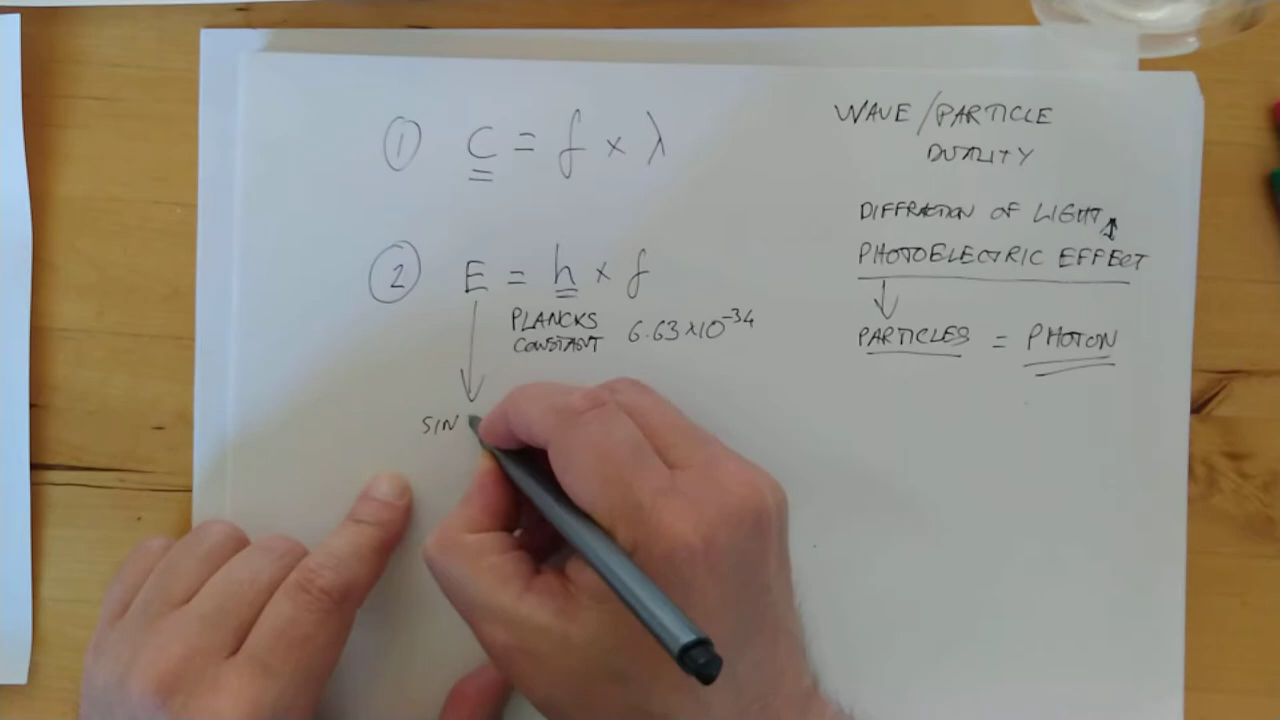 ① C = f × λ
② E = h × f
PLANCKS
CONSTANT 6.63×10⁻³⁴
SIN
WAVE/PARTICLE
DUALITY
DIFFRACTION OF LIGHT
PHOTOELECTRIC EFFECT
PARTICLES = PHOTON